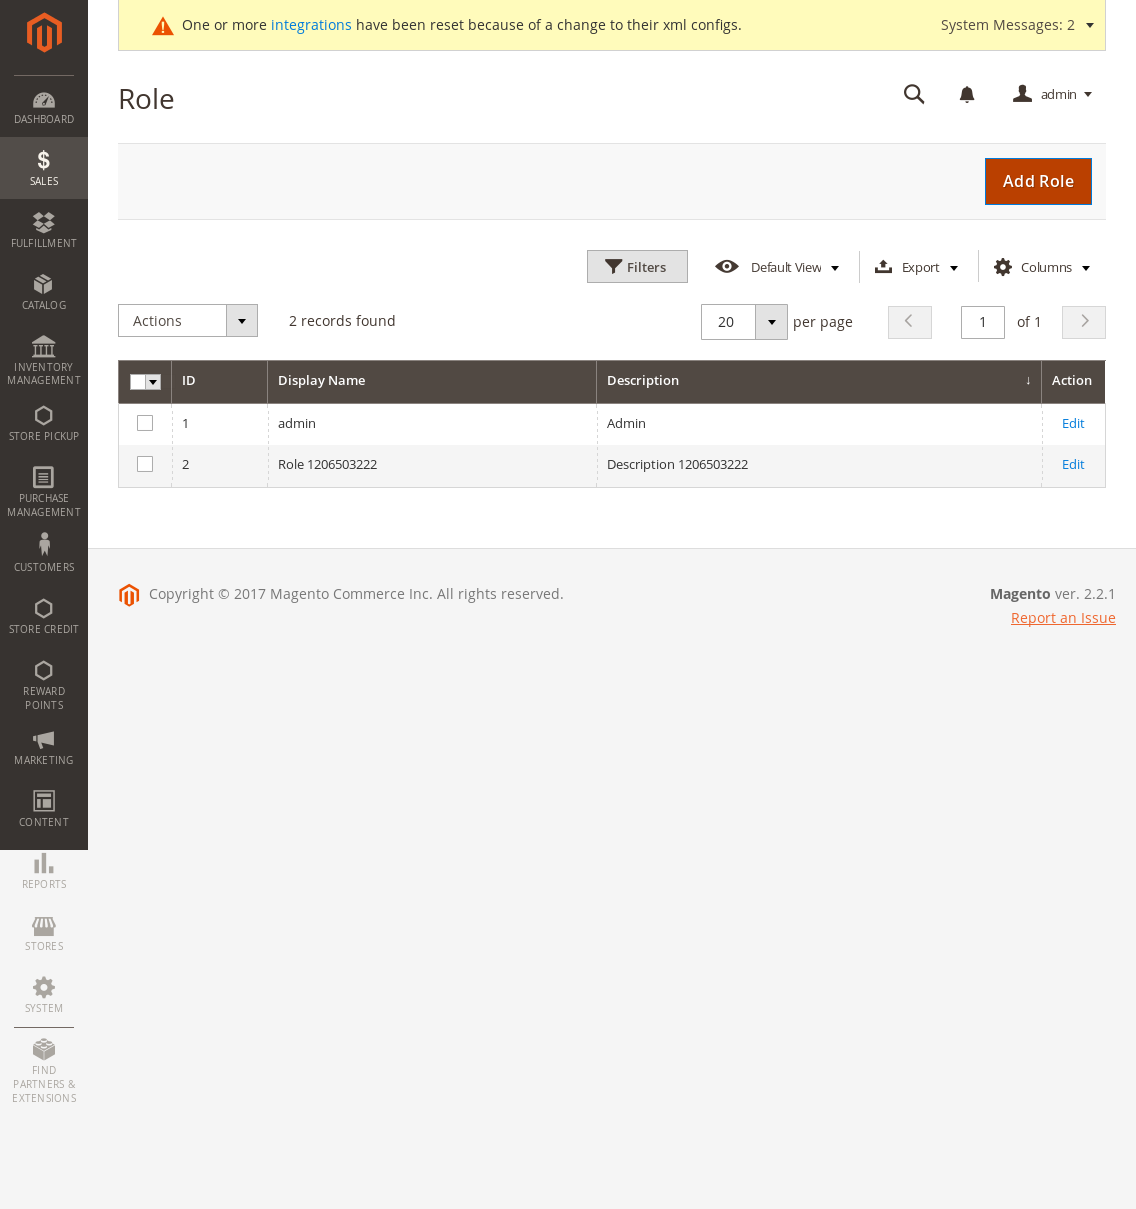 One or more integrations have been reset because of a change to their xml configs.
System Messages: 2
Role
admin
Add Role
Filters
Default View
Export
Columns
Actions
2 records found
20
per page
1
of 1
ID Display Name Description ↓ Action
1 admin Admin Edit
2 Role 1206503222 Description 1206503222 Edit
Copyright © 2017 Magento Commerce Inc. All rights reserved.
Magento ver. 2.2.1
Report an Issue
DASHBOARD
$
SALES
FULFILLMENT
CATALOG
INVENTORY
MANAGEMENT
STORE PICKUP
PURCHASE
MANAGEMENT
CUSTOMERS
STORE CREDIT
REWARD
POINTS
MARKETING
CONTENT
REPORTS
STORES
SYSTEM
FIND
PARTNERS &
EXTENSIONS